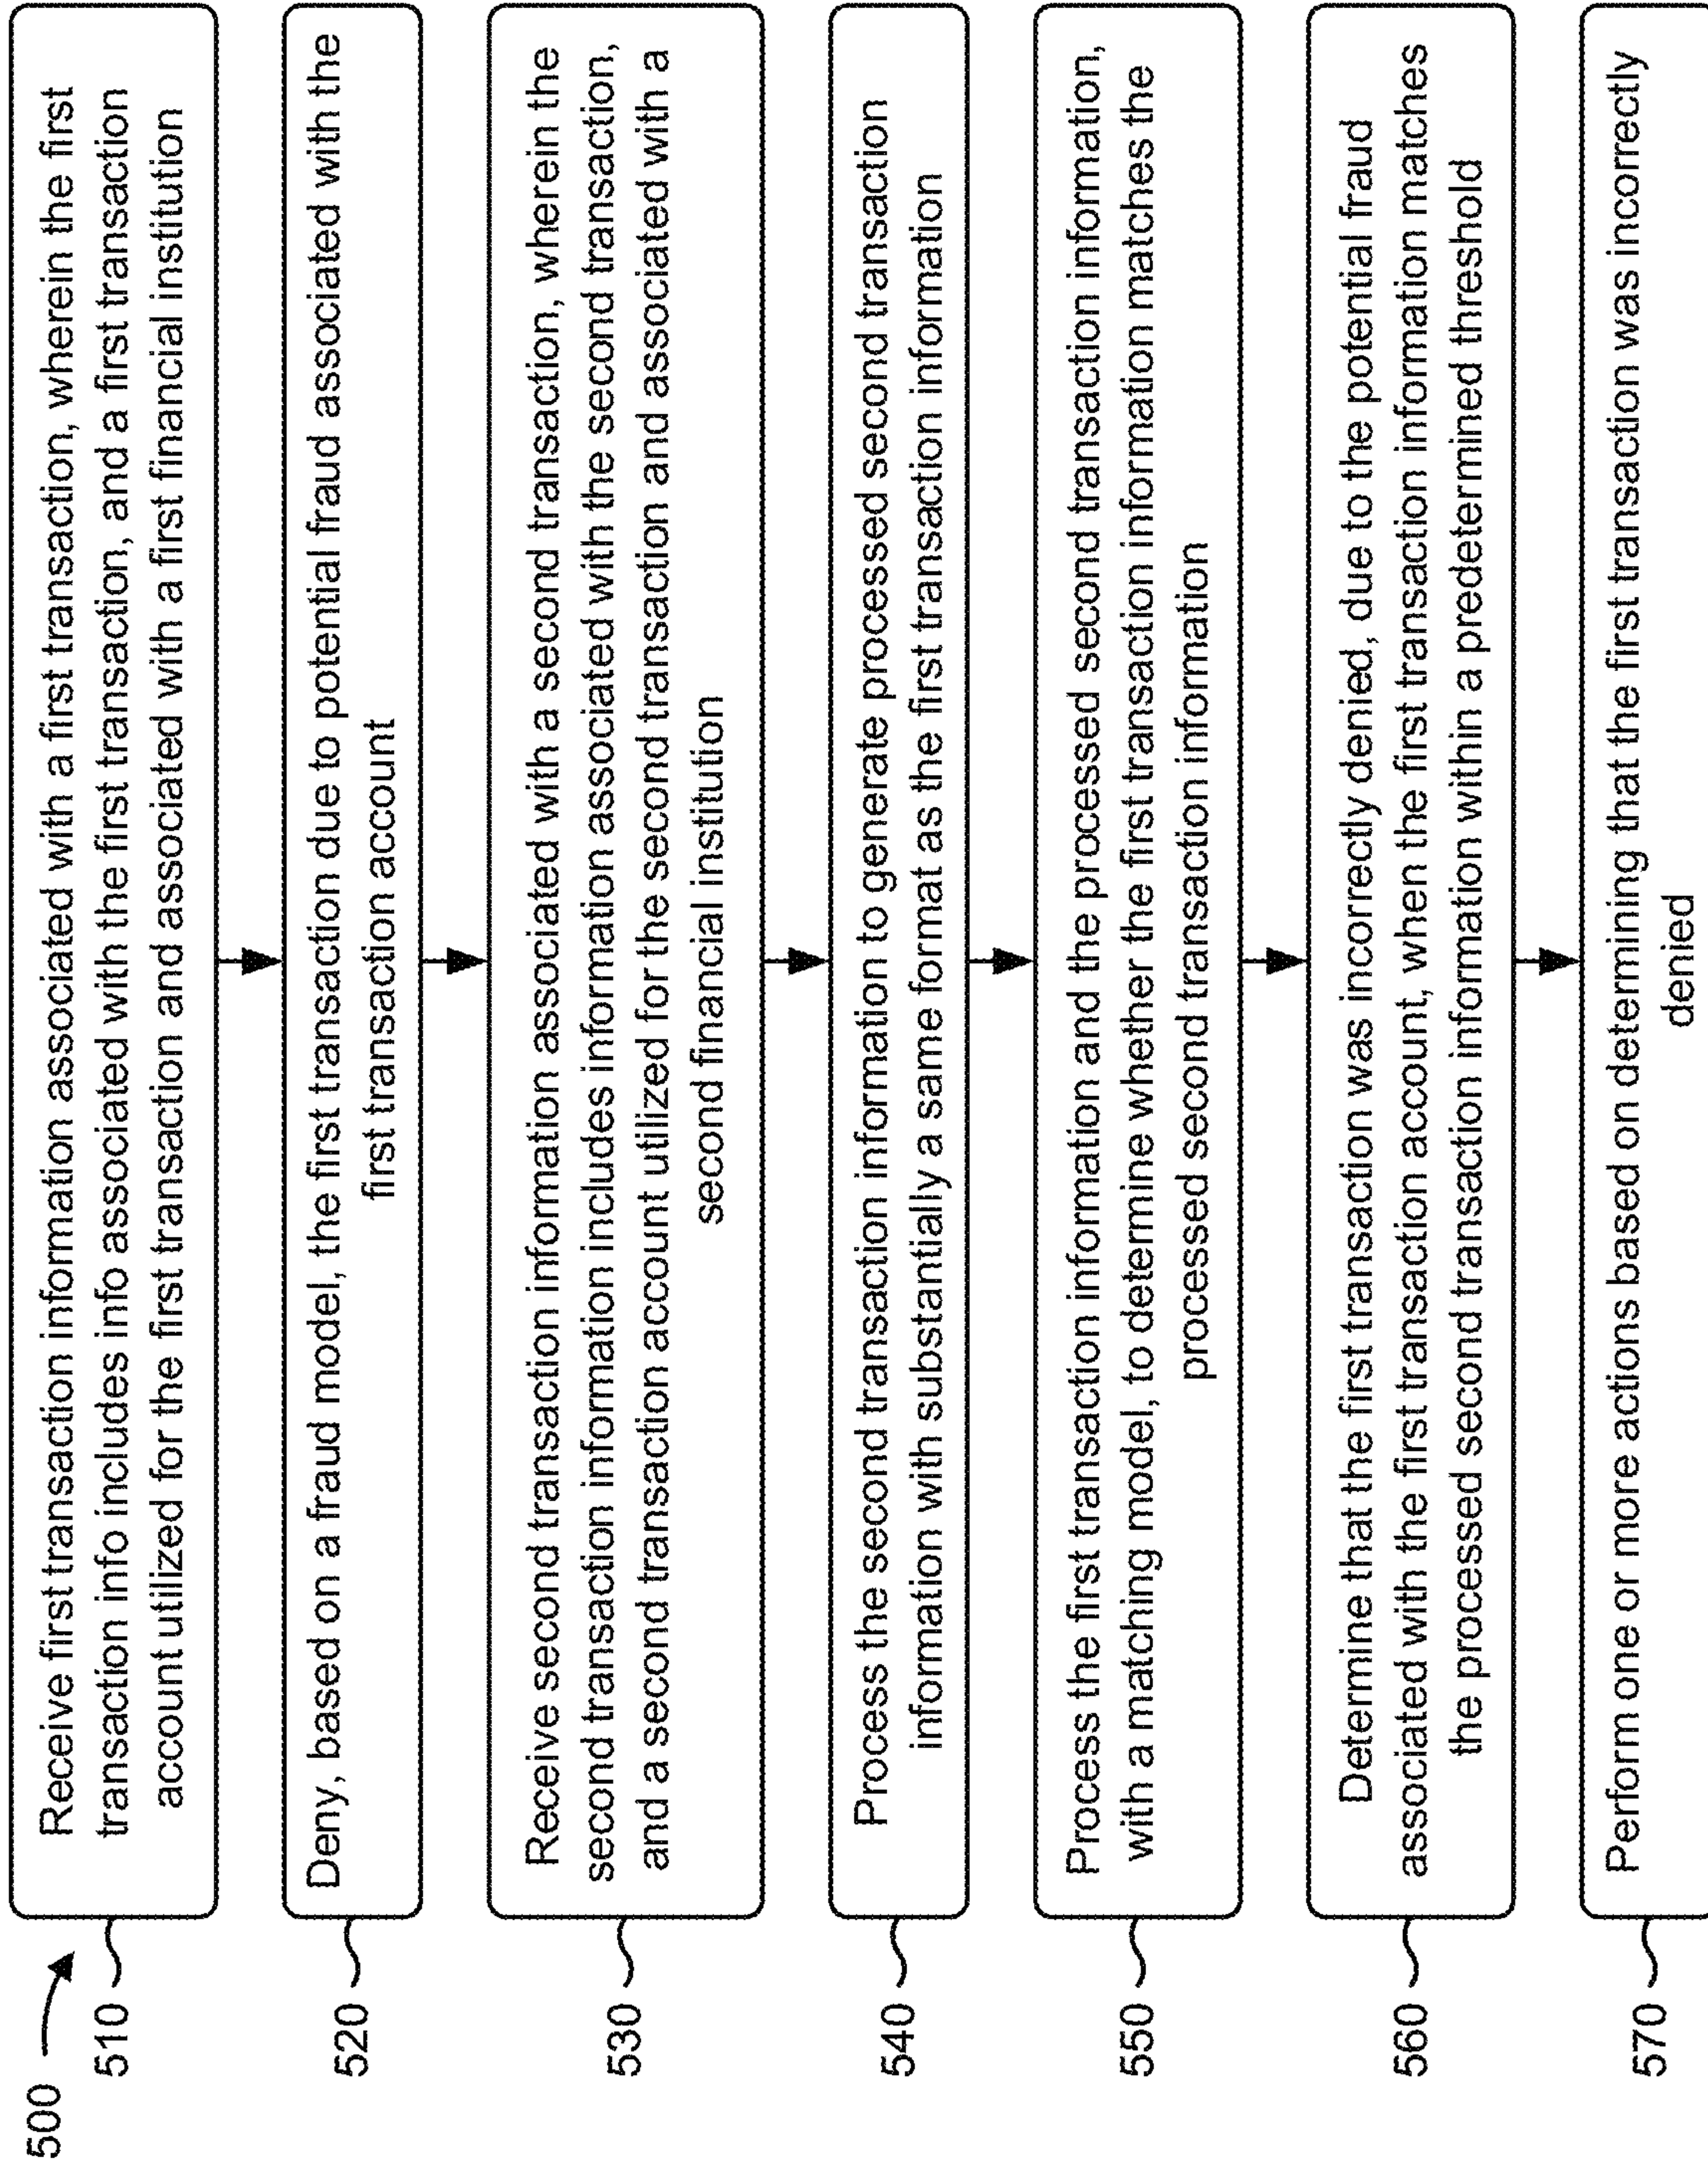 500
510
Receive first transaction information associated with a first transaction, wherein the first
transaction info includes info associated with the first transaction, and a first transaction
account utilized for the first transaction and associated with a first financial institution
520
Deny, based on a fraud model, the first transaction due to potential fraud associated with the
first transaction account
530
Receive second transaction information associated with a second transaction, wherein the
second transaction information includes information associated with the second transaction,
and a second transaction account utilized for the second transaction and associated with a
second financial institution
540
Process the second transaction information to generate processed second transaction
information with substantially a same format as the first transaction information
550
Process the first transaction information and the processed second transaction information,
with a matching model, to determine whether the first transaction information matches the
processed second transaction information
560
Determine that the first transaction was incorrectly denied, due to the potential fraud
associated with the first transaction account, when the first transaction information matches
the processed second transaction information within a predetermined threshold
570
Perform one or more actions based on determining that the first transaction was incorrectly
denied